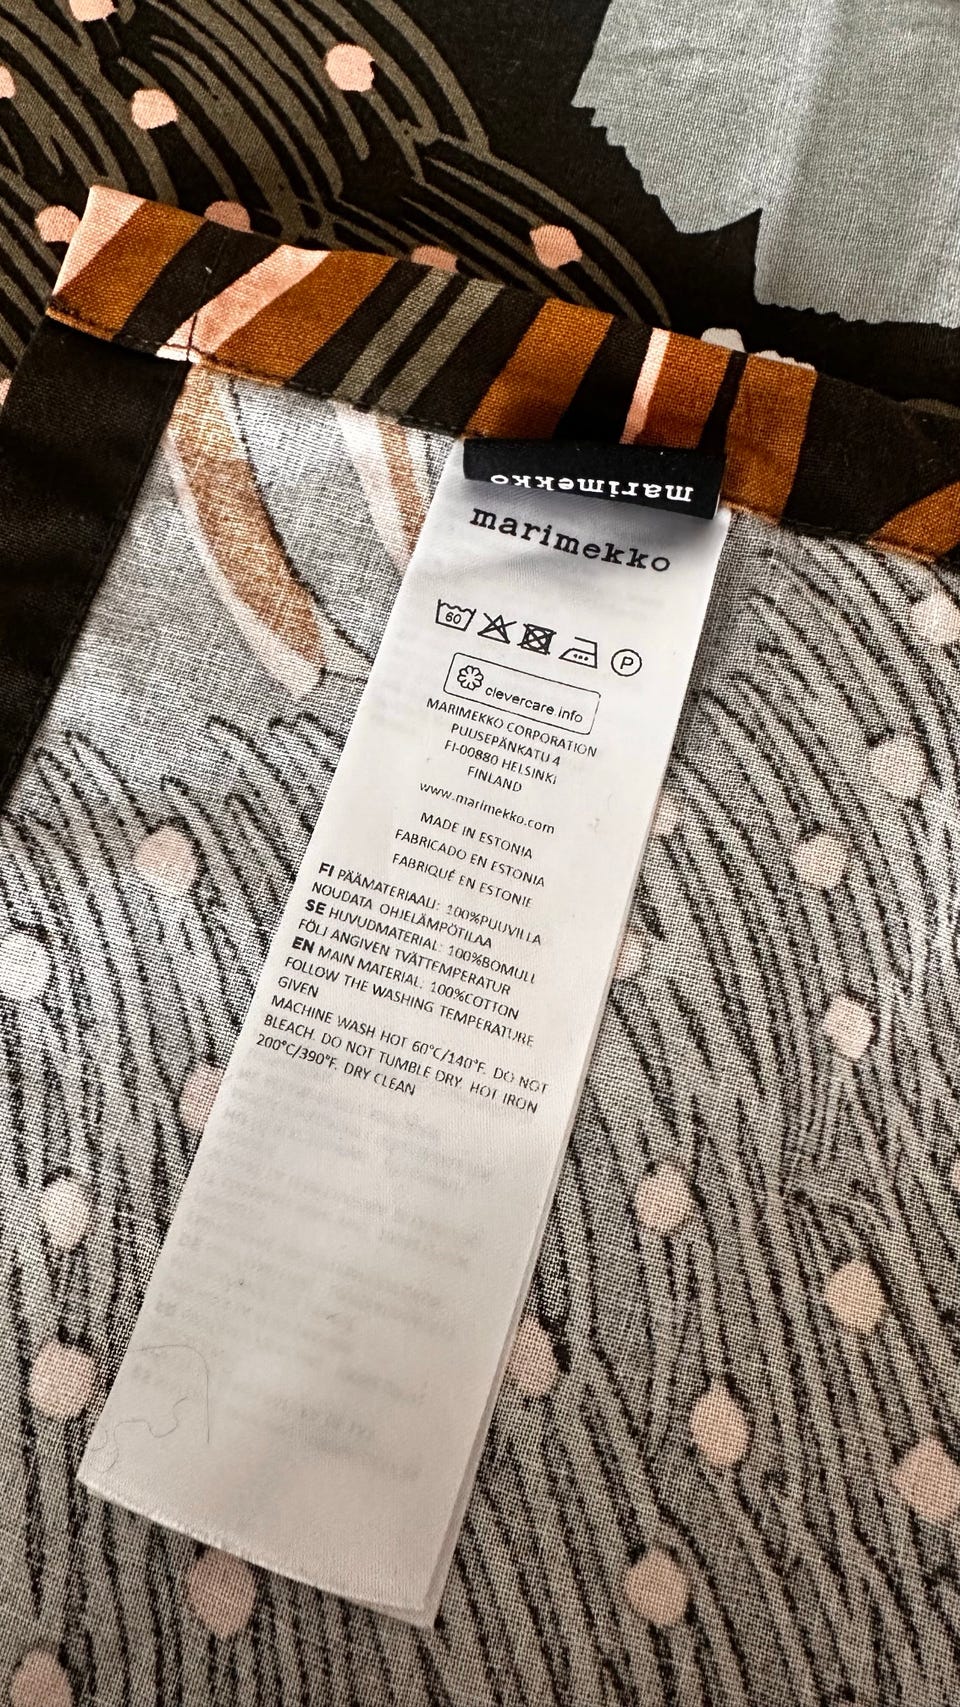 marimekko
marimekko
60
P
clevercare.info
MARIMEKKO CORPORATION
PUUSEPÄNKATU 4
FI-00880 HELSINKI
FINLAND
www.marimekko.com
MADE IN ESTONIA
FABRICADO EN ESTONIA
FABRIQUÉ EN ESTONIE
FI PÄÄMATERIAALI: 100%PUUVILLA
NOUDATA OHJELÄMPÖTILAA
SE HUVUDMATERIAL: 100%BOMULL
FÖLJ ANGIVEN TVÄTTEMPERATUR
EN MAIN MATERIAL: 100%COTTON
FOLLOW THE WASHING TEMPERATURE
GIVEN
MACHINE WASH HOT 60°C/140°F. DO NOT
BLEACH. DO NOT TUMBLE DRY. HOT IRON
200°C/390°F. DRY CLEAN